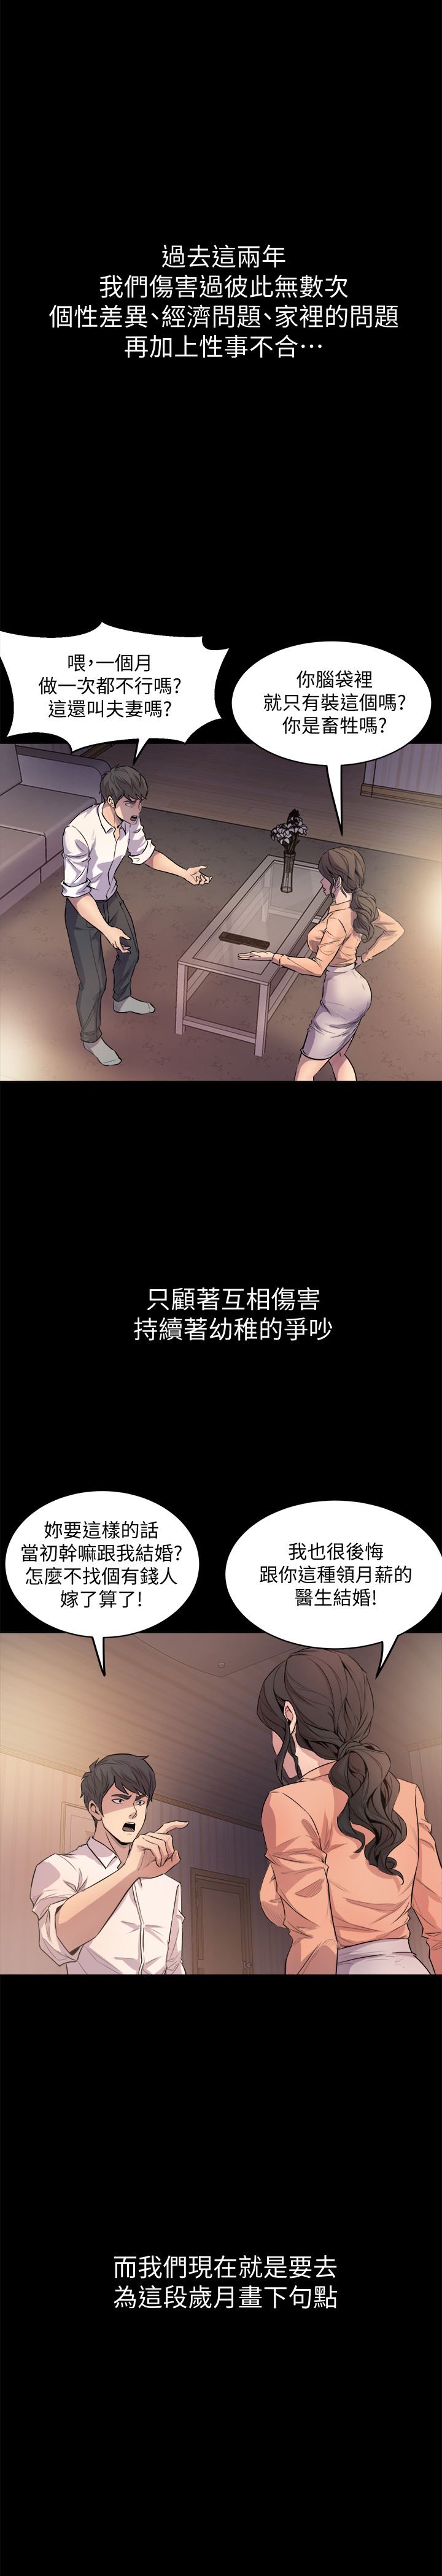 過去這兩年
我們傷害過彼此無數次
個性差異、經濟問題、家裡的問題
再加上性事不合…
喂，一個月
做一次都不行嗎?
這還叫夫妻嗎?
你腦袋裡
就只有裝這個嗎?
你是畜牲嗎?
只顧著互相傷害
持續著幼稚的爭吵
妳要這樣的話
當初幹嘛跟我結婚?
怎麼不找個有錢人
嫁了算了!
我也很後悔
跟你這種領月薪的
醫生結婚!
而我們現在就是要去
為這段歲月畫下句點